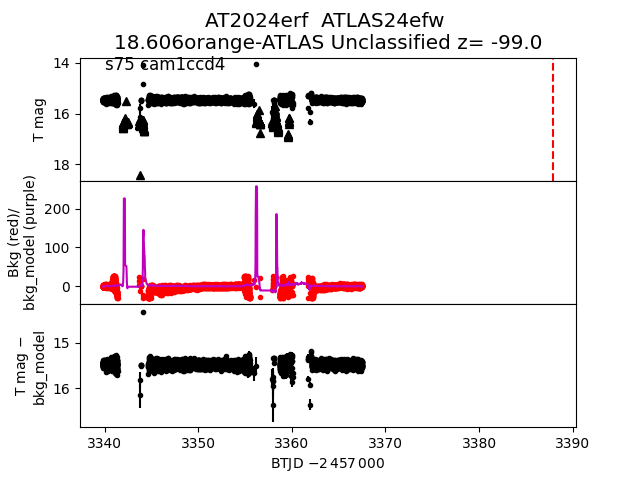 AT2024erf  ATLAS24efw
18.606orange-ATLAS Unclassified z= -99.0
s75 cam1ccd4
14
16
18
T mag
200
100
0
Bkg (red)/
bkg_model (purple)
15
16
T mag −
bkg_model
3340
3350
3360
3370
3380
3390
BTJD −2 457 000